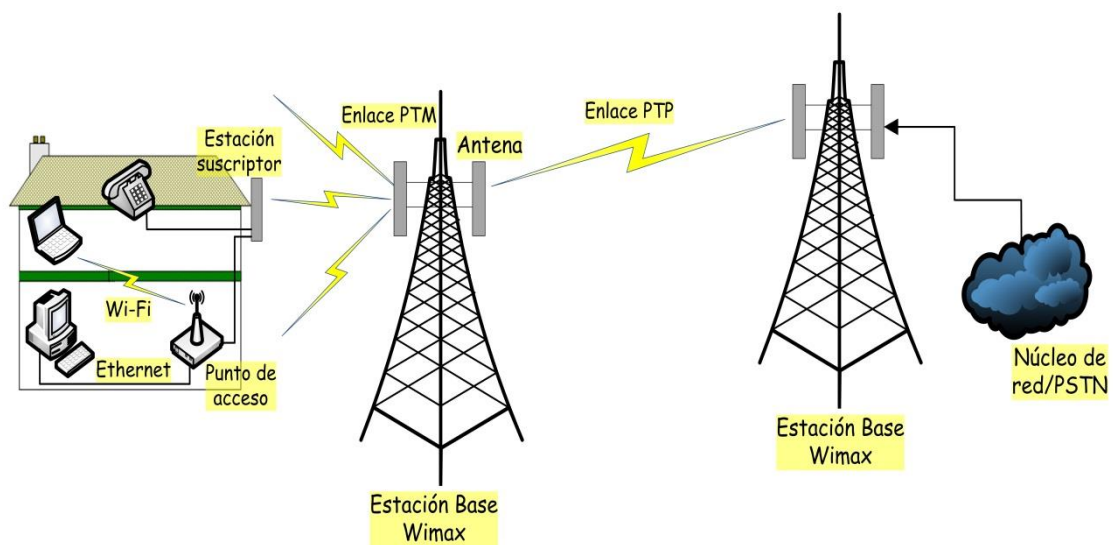 Enlace PTM
Enlace PTP
Estación
suscriptor
Antena
Wi-Fi
Ethernet
Punto de
acceso
Núcleo de
red/PSTN
Estación Base
Wimax
Estación Base
Wimax